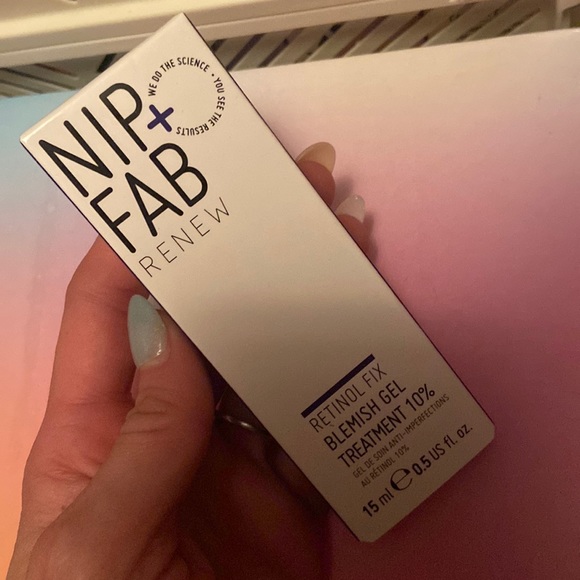 NIP+
FAB
WE DO THE SCIENCE • YOU SEE THE RESULTS
RENEW
RETINOL FIX
BLEMISH GEL
TREATMENT 10%
GEL DE SOIN ANTI-IMPERFECTIONS
AU RÉTINOL 10%
15 ml ℮ 0.5 US fl. oz.